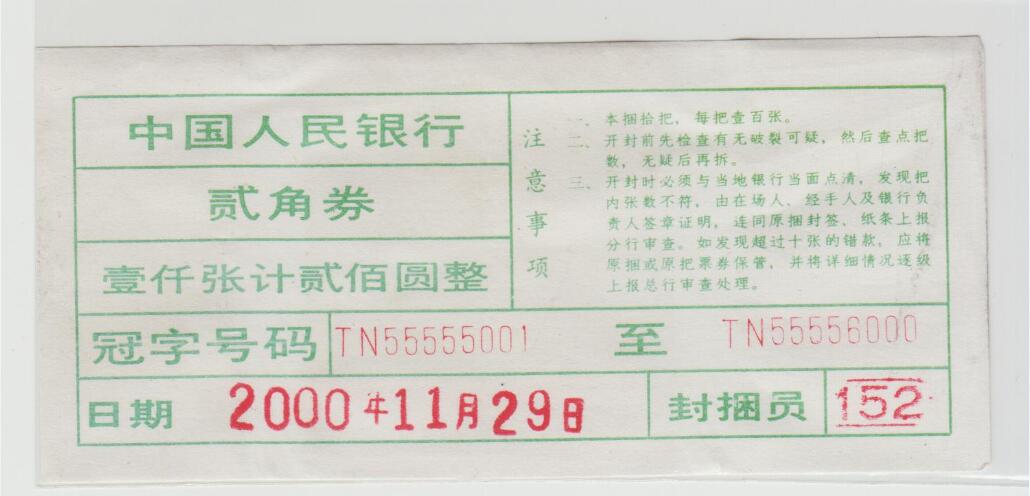 中国人民银行
贰角券
壹仟张计贰佰圆整
注意事项
一、本捆拾把，每把壹百张。
二、开封前先检查有无破裂可疑，然后查点把
数，无疑后再拆。
三、开封时必须与当地银行当面点清，发现把
内张数不符，由在场人、经手人及银行负
责人签章证明，连同原捆封签、纸条上报
分行审查。如发现超过十张的错款，应将
原捆或原把票券保管，并将详细情况逐级
上报总行审查处理。
冠字号码 TN55555001 至 TN55556000
日期 2000年11月29日 封捆员 152